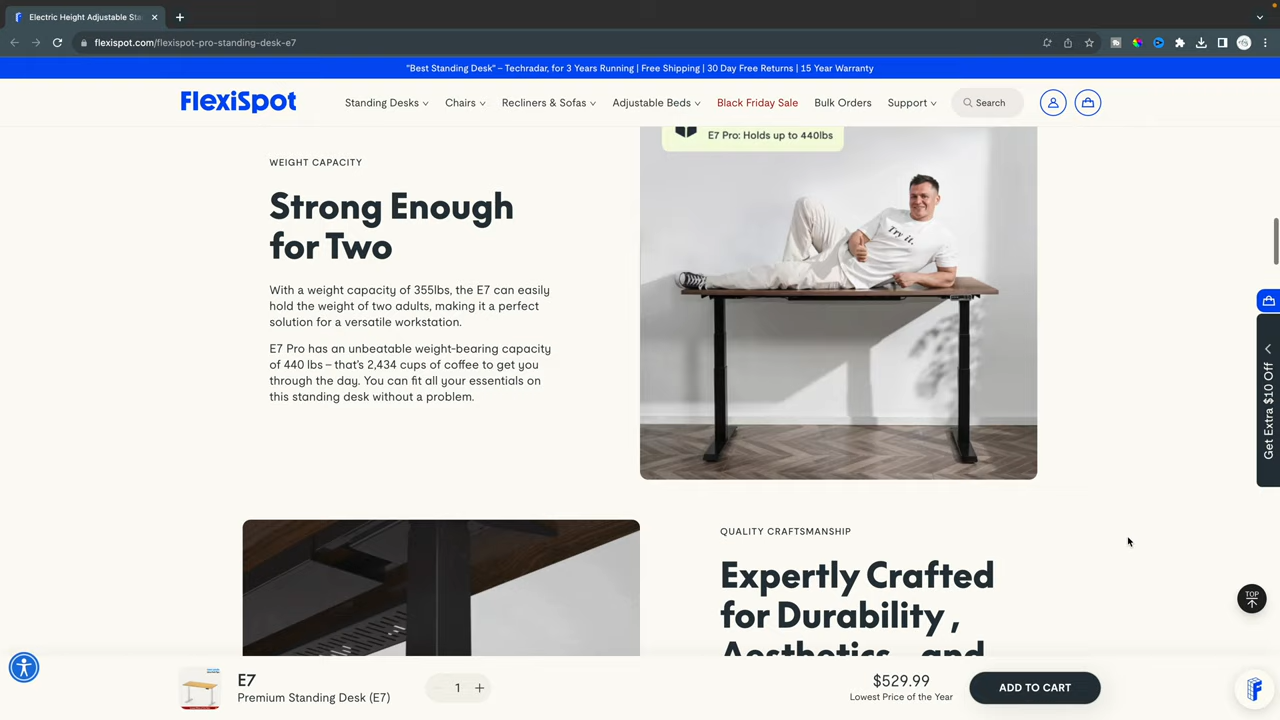 Electric Height Adjustable Sta
flexispot.com/flexispot-pro-standing-desk-e7
"Best Standing Desk" – Techradar, for 3 Years Running | Free Shipping | 30 Day Free Returns | 15 Year Warranty
FlexiSpot
Standing Desks
Chairs
Recliners & Sofas
Adjustable Beds
Black Friday Sale
Bulk Orders
Support
Search
E7 Pro: Holds up to 440lbs
WEIGHT CAPACITY
Strong Enough
for Two
With a weight capacity of 355lbs, the E7 can easily
hold the weight of two adults, making it a perfect
solution for a versatile workstation.
E7 Pro has an unbeatable weight-bearing capacity
of 440 lbs – that's 2,434 cups of coffee to get you
through the day. You can fit all your essentials on
this standing desk without a problem.
Try it.
Get Extra $10 Off
QUALITY CRAFTSMANSHIP
Expertly Crafted
for Durability ,
Aesthetics , and
TOP
E7
Premium Standing Desk (E7)
1
$529.99
Lowest Price of the Year
ADD TO CART